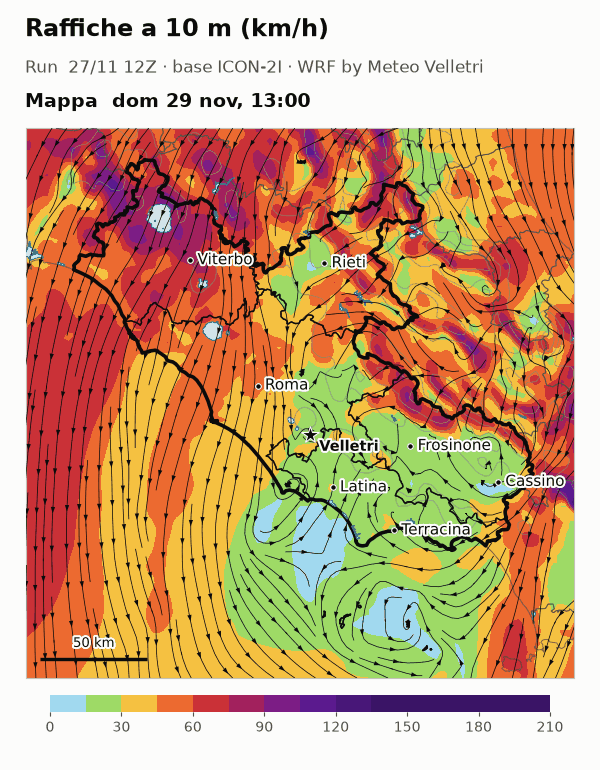 Raffiche a 10 m (km/h)
Run  27/11 12Z · base ICON-2I · WRF by Meteo Velletri
Mappa  dom 29 nov, 13:00
Viterbo
Rieti
Roma
Velletri
Frosinone
Cassino
Latina
Terracina
50 km
0 30 60 90 120 150 180 210